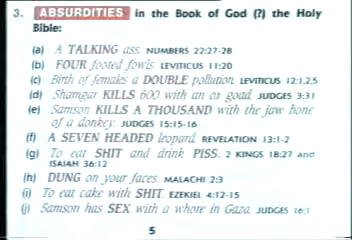 3. ABSURDITIES in the Book of God (?) the Holy
Bible:
(a) A TALKING ass. NUMBERS 22:27-28
(b) FOUR footed fowls. LEVITICUS 11:20
(c) Birth of females a DOUBLE pollution. LEVITICUS 12:1,2,5
(d) Shamgar KILLS 600 with an ox goad. JUDGES 3:31
(e) Samson KILLS A THOUSAND with the jaw bone
of a donkey. JUDGES 15:15-16
(f) A SEVEN HEADED leopard. REVELATION 13:1-2
(g) To eat SHIT and drink PISS. 2 KINGS 18:27 and
ISAIAH 36:12
(h) DUNG on your faces. MALACHI 2:3
(i) To eat cake with SHIT. EZEKIEL 4:12-15
(j) Samson has SEX with a whore in Gaza. JUDGES 16:1
5